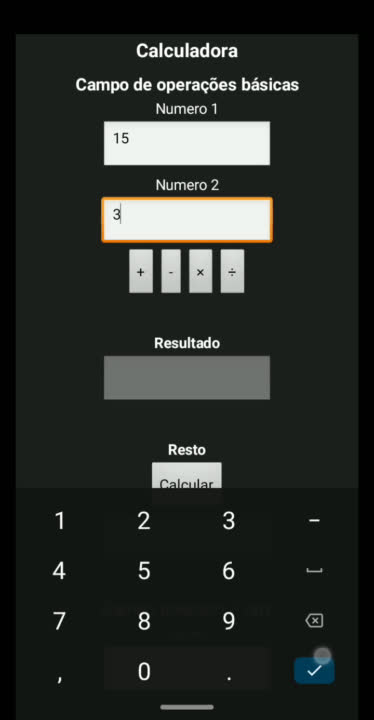 Calculadora
Campo de operações básicas
Numero 1
15
Numero 2
3
+ - × ÷
Resultado
Resto
Calcular
1 2 3 −
4 5 6
7 8 9
, 0 .